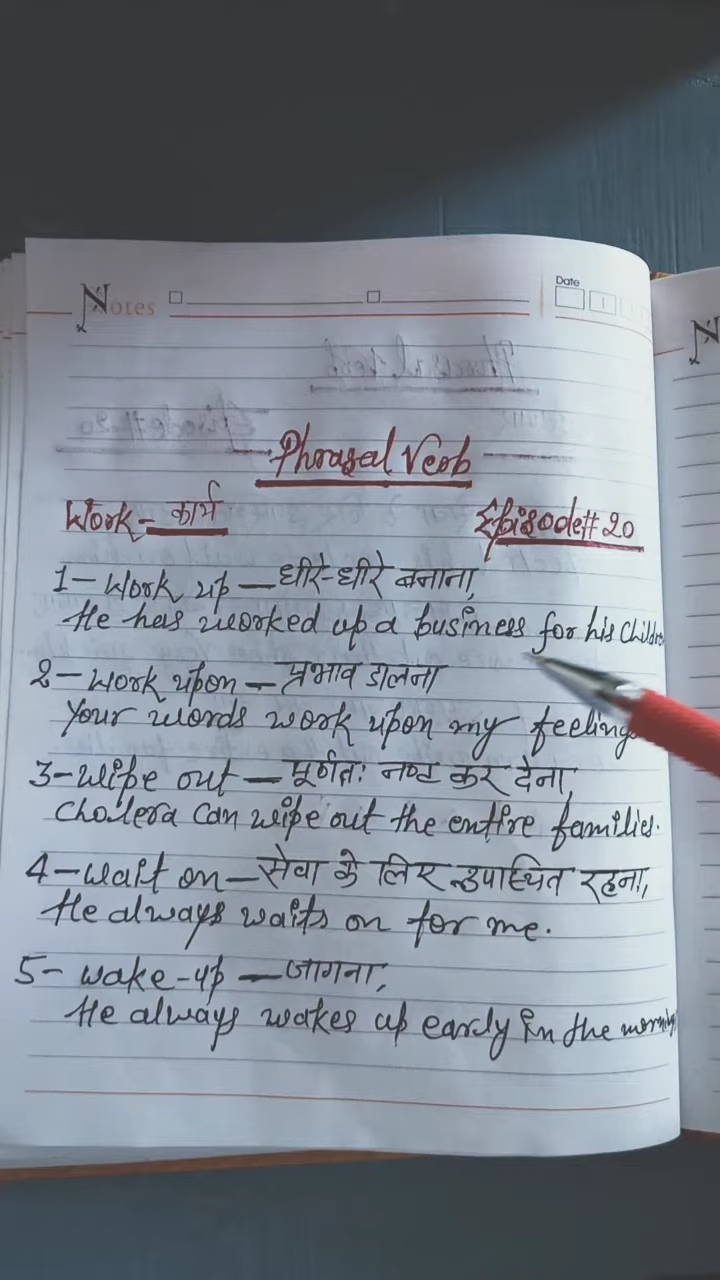 Notes
Date
Phrasal Verb
Work - कार्य
Episode# 20
1- Work up — धीरे-धीरे बनाना,
He has worked up a business for his Children
2- work upon - प्रभाव डालना
Your words work upon my feelings
3- wipe out — पूर्णतः नष्ट कर देना,
Cholera Can wipe out the entire families.
4- wait on - सेवा के लिए उपास्थित रहना,
He always waits on for me.
5- wake-up — जागना,
He always wakes up early in the morning